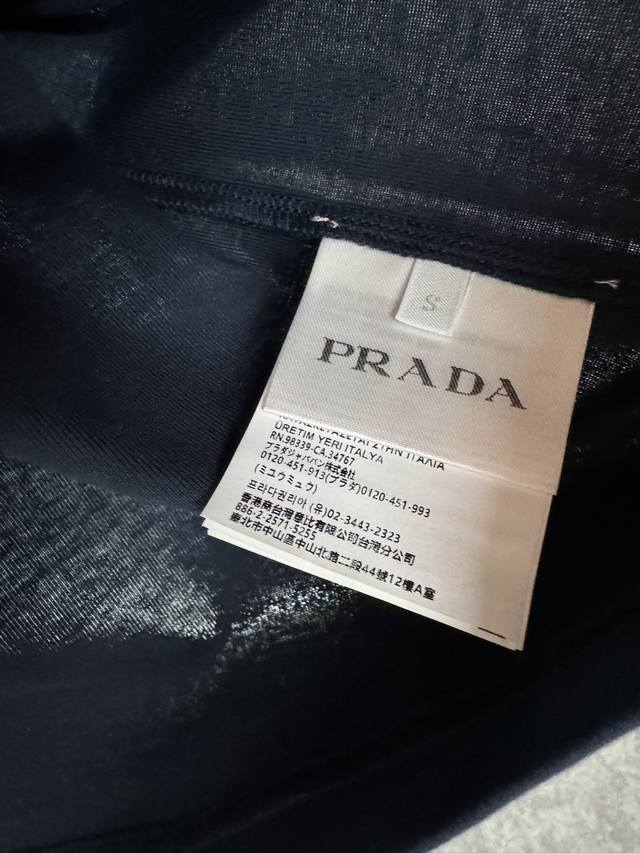 S
PRADA
ÜRETIM YERI ITALYA
RN.98339-CA.34767
プラダジャパン株式会社
0120-451-913(プラダ)0120-451-993
(ミュウミュウ)
프라다코리아 (유)02-3443-2323
香港商台灣普比有限公司台灣分公司
886-2-2571-5255
臺北市中山區中山北路二段44號12樓A室